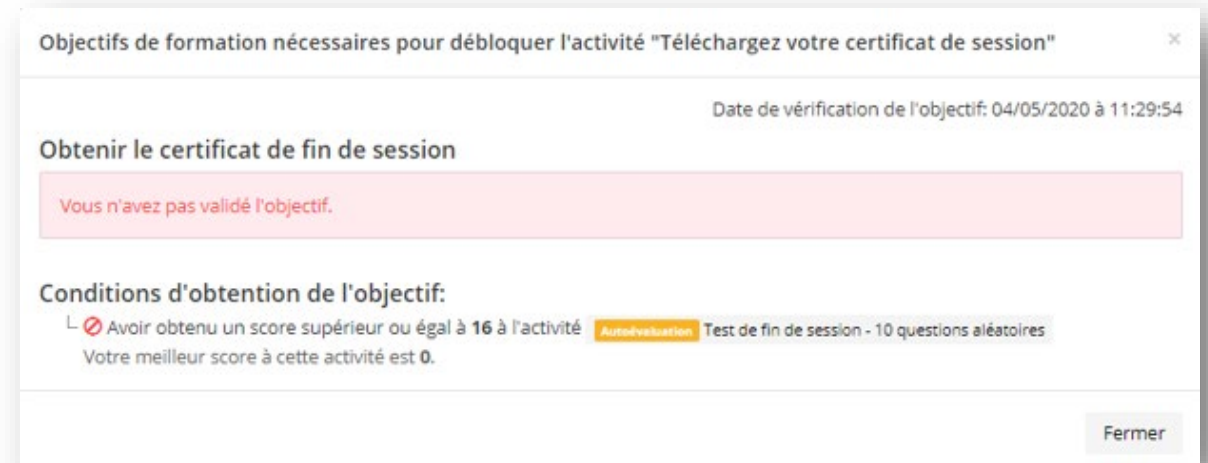 Objectifs de formation nécessaires pour débloquer l'activité "Téléchargez votre certificat de session"
Date de vérification de l'objectif: 04/05/2020 à 11:29:54
Obtenir le certificat de fin de session
Vous n'avez pas validé l'objectif.
Conditions d'obtention de l'objectif:
Avoir obtenu un score supérieur ou égal à 16 à l'activité Autoévaluation Test de fin de session - 10 questions aléatoires
Votre meilleur score à cette activité est 0.
Fermer